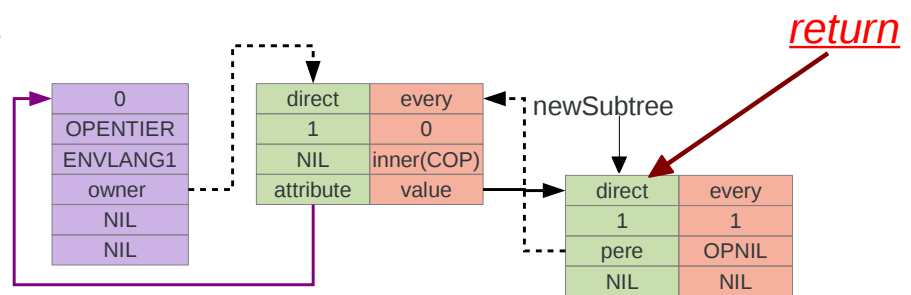 return
0
OPENTIER
ENVLANG1
owner
NIL
NIL
direct every
1 0
NIL inner(COP)
attribute value
newSubtree
direct every
1 1
pere OPNIL
NIL NIL